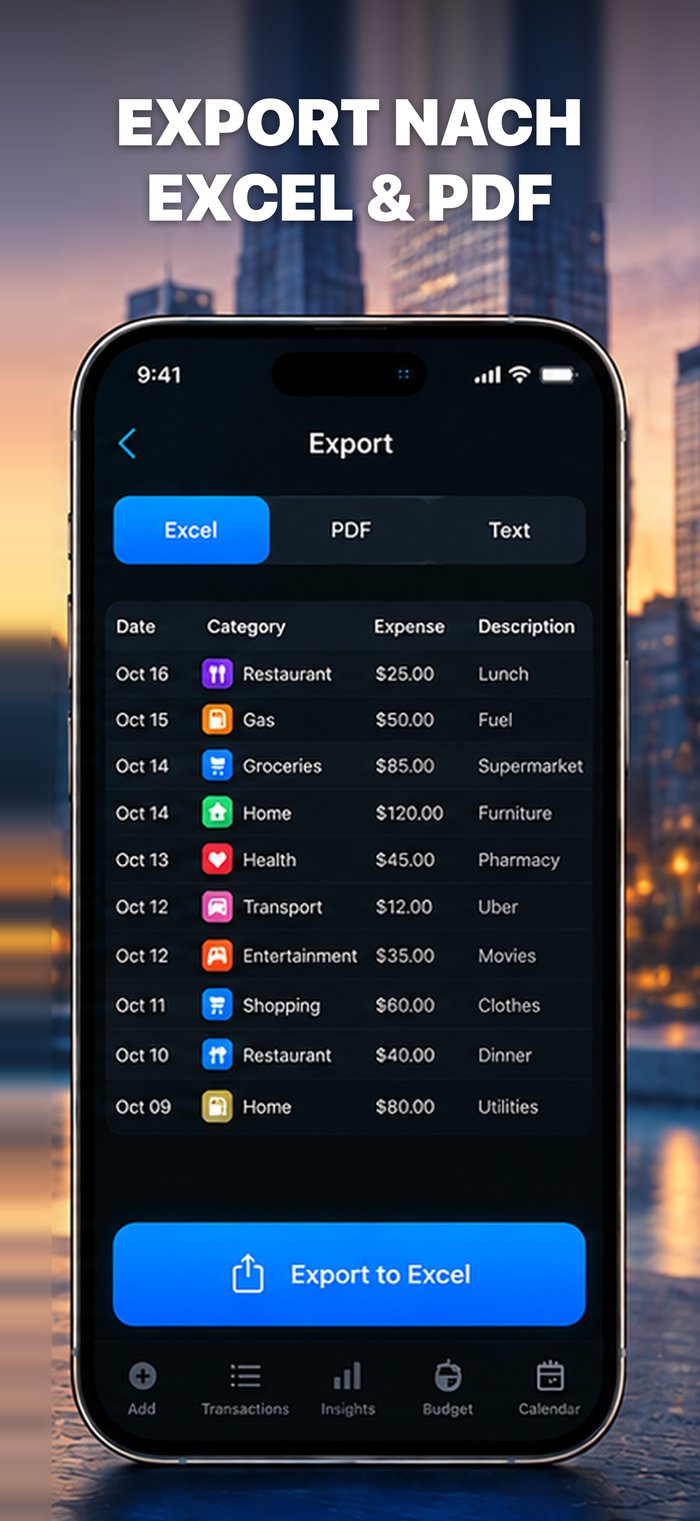 EXPORT NACH
EXCEL & PDF
9:41
Export
Excel PDF Text
Date Category Expense Description
Oct 16 Restaurant $25.00 Lunch
Oct 15 Gas $50.00 Fuel
Oct 14 Groceries $85.00 Supermarket
Oct 14 Home $120.00 Furniture
Oct 13 Health $45.00 Pharmacy
Oct 12 Transport $12.00 Uber
Oct 12 Entertainment $35.00 Movies
Oct 11 Shopping $60.00 Clothes
Oct 10 Restaurant $40.00 Dinner
Oct 09 Home $80.00 Utilities
Export to Excel
Add Transactions Insights Budget Calendar